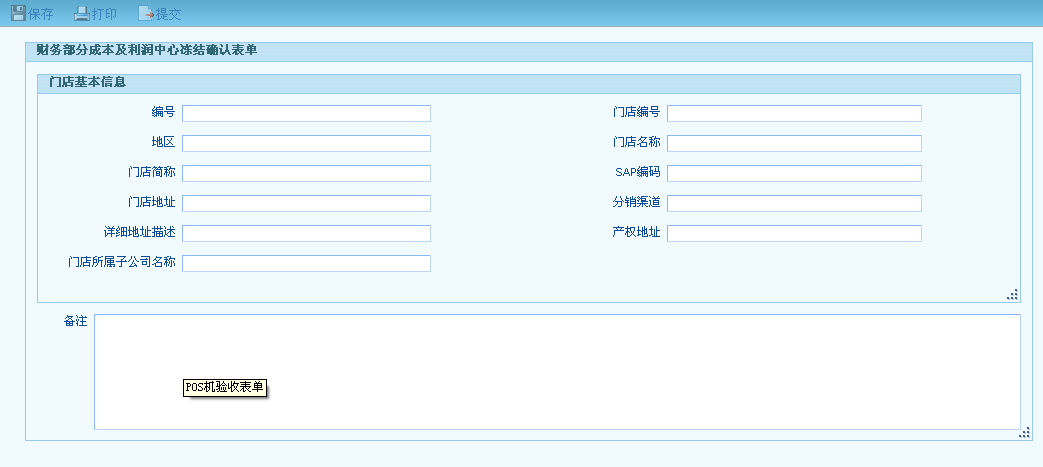 保存 打印 提交
财务部分成本及利润中心冻结确认表单
门店基本信息
编号 门店编号
地区 门店名称
门店简称 SAP编码
门店地址 分销渠道
详细地址描述 产权地址
门店所属子公司名称
备注
POS机验收表单